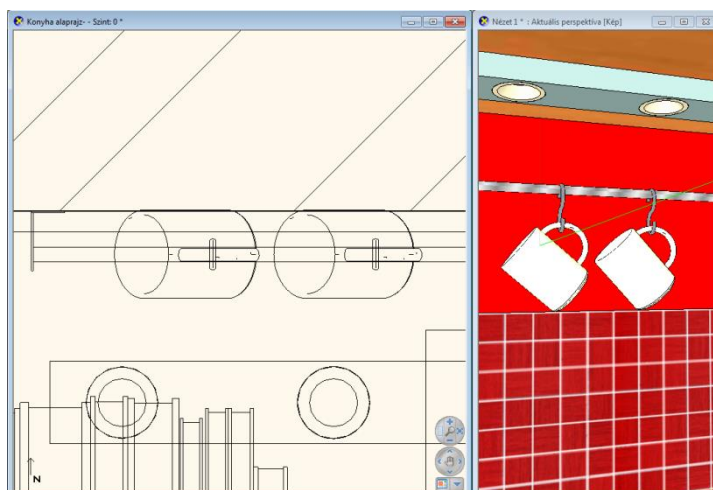 Konyha alaprajz- - Szint: 0 *
Nézet 1 * : Aktuális perspektíva [Kép]
N